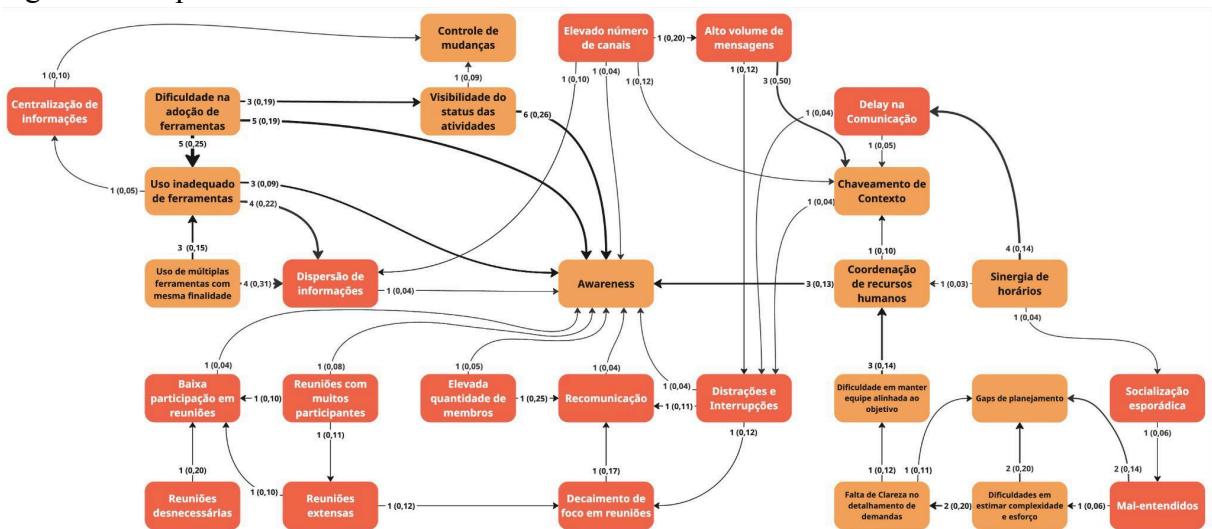 Controle de
mudanças
Elevado número
de canais
1 (0,20)
Alto volume de
mensagens
1 (0,10)
1 (0,09)
1 (0,10)
1 (0,04)
1 (0,12)
1 (0,12)
3 (0,50)
Centralização de
informações
Dificuldade na
adoção de
ferramentas
3 (0,19)
5 (0,19)
Visibilidade do
status das
atividades
6 (0,26)
1 (0,04)
Delay na
Comunicação
5 (0,25)
1 (0,05)
1 (0,05)
Uso inadequado
de ferramentas
3 (0,09)
4 (0,22)
Chaveamento de
Contexto
1 (0,04)
3 (0,15)
1 (0,10)
4 (0,14)
Uso de múltiplas
ferramentas com
mesma finalidade
4 (0,31)
Dispersão de
informações
1 (0,04)
Awareness
3 (0,13)
Coordenação
de recursos
humanos
1 (0,03)
Sinergia de
horários
1 (0,04)
1 (0,04)
1 (0,08)
1 (0,05)
1 (0,04)
3 (0,14)
Baixa
participação em
reuniões
1 (0,10)
Reuniões com
muitos
participantes
Elevada
quantidade de
membros
1 (0,25)
Recomunicação
1 (0,04)
1 (0,11)
Distrações e
Interrupções
Dificuldade em manter
equipe alinhada ao
objetivo
Gaps de planejamento
Socialização
esporádica
1 (0,11)
1 (0,12)
1 (0,06)
1 (0,20)
1 (0,17)
1 (0,12)
1 (0,11)
2 (0,20)
2 (0,14)
Reuniões
desnecessárias
1 (0,10)
Reuniões
extensas
1 (0,12)
Decaimento de
foco em reuniões
Falta de Clareza no
detalhamento de
demandas
2 (0,20)
Dificuldades em
estimar complexidade
e esforço
1 (0,06)
Mal-entendidos